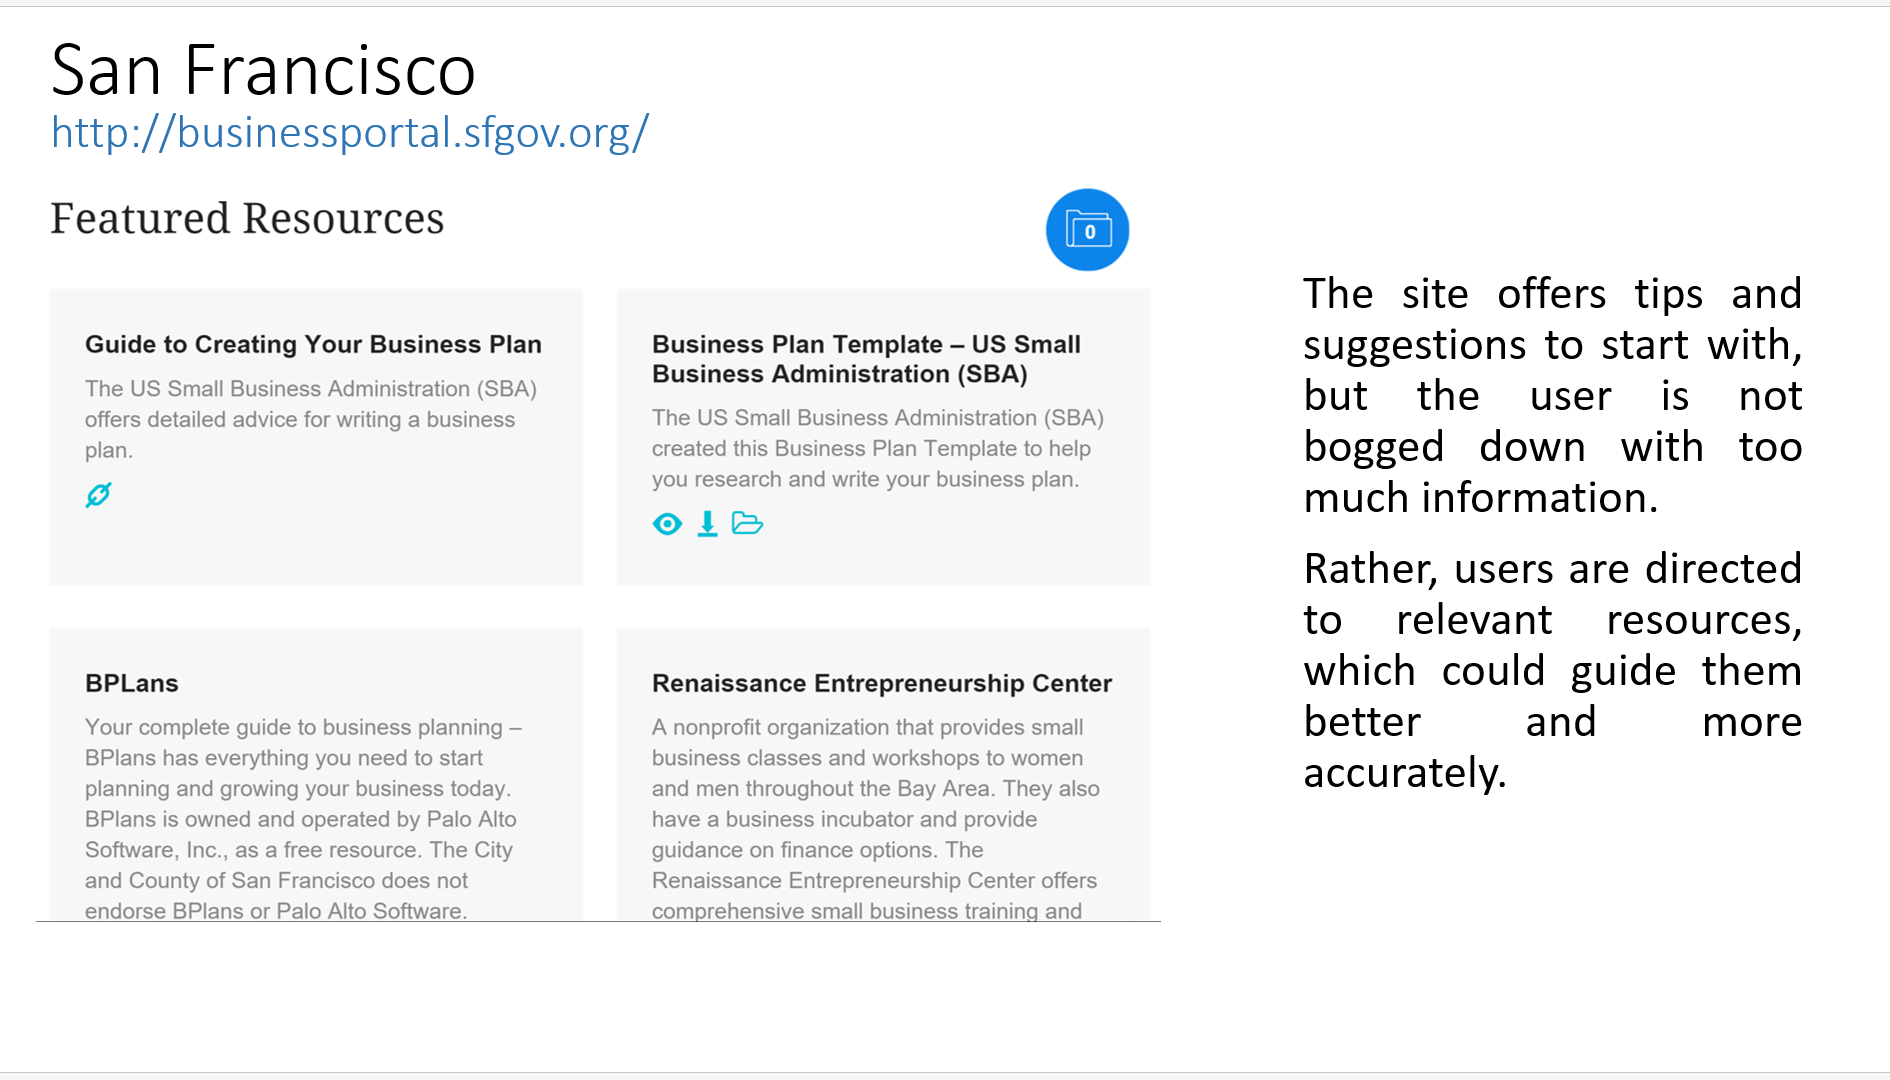 San Francisco
http://businessportal.sfgov.org/
Featured Resources
0
Guide to Creating Your Business Plan
The US Small Business Administration (SBA)
offers detailed advice for writing a business
plan.
Business Plan Template – US Small
Business Administration (SBA)
The US Small Business Administration (SBA)
created this Business Plan Template to help
you research and write your business plan.
BPLans
Your complete guide to business planning –
BPlans has everything you need to start
planning and growing your business today.
BPlans is owned and operated by Palo Alto
Software, Inc., as a free resource. The City
and County of San Francisco does not
endorse BPlans or Palo Alto Software.
Renaissance Entrepreneurship Center
A nonprofit organization that provides small
business classes and workshops to women
and men throughout the Bay Area. They also
have a business incubator and provide
guidance on finance options. The
Renaissance Entrepreneurship Center offers
comprehensive small business training and
The site offers tips and
suggestions to start with,
but the user is not
bogged down with too
much information.
Rather, users are directed
to relevant resources,
which could guide them
better and more
accurately.